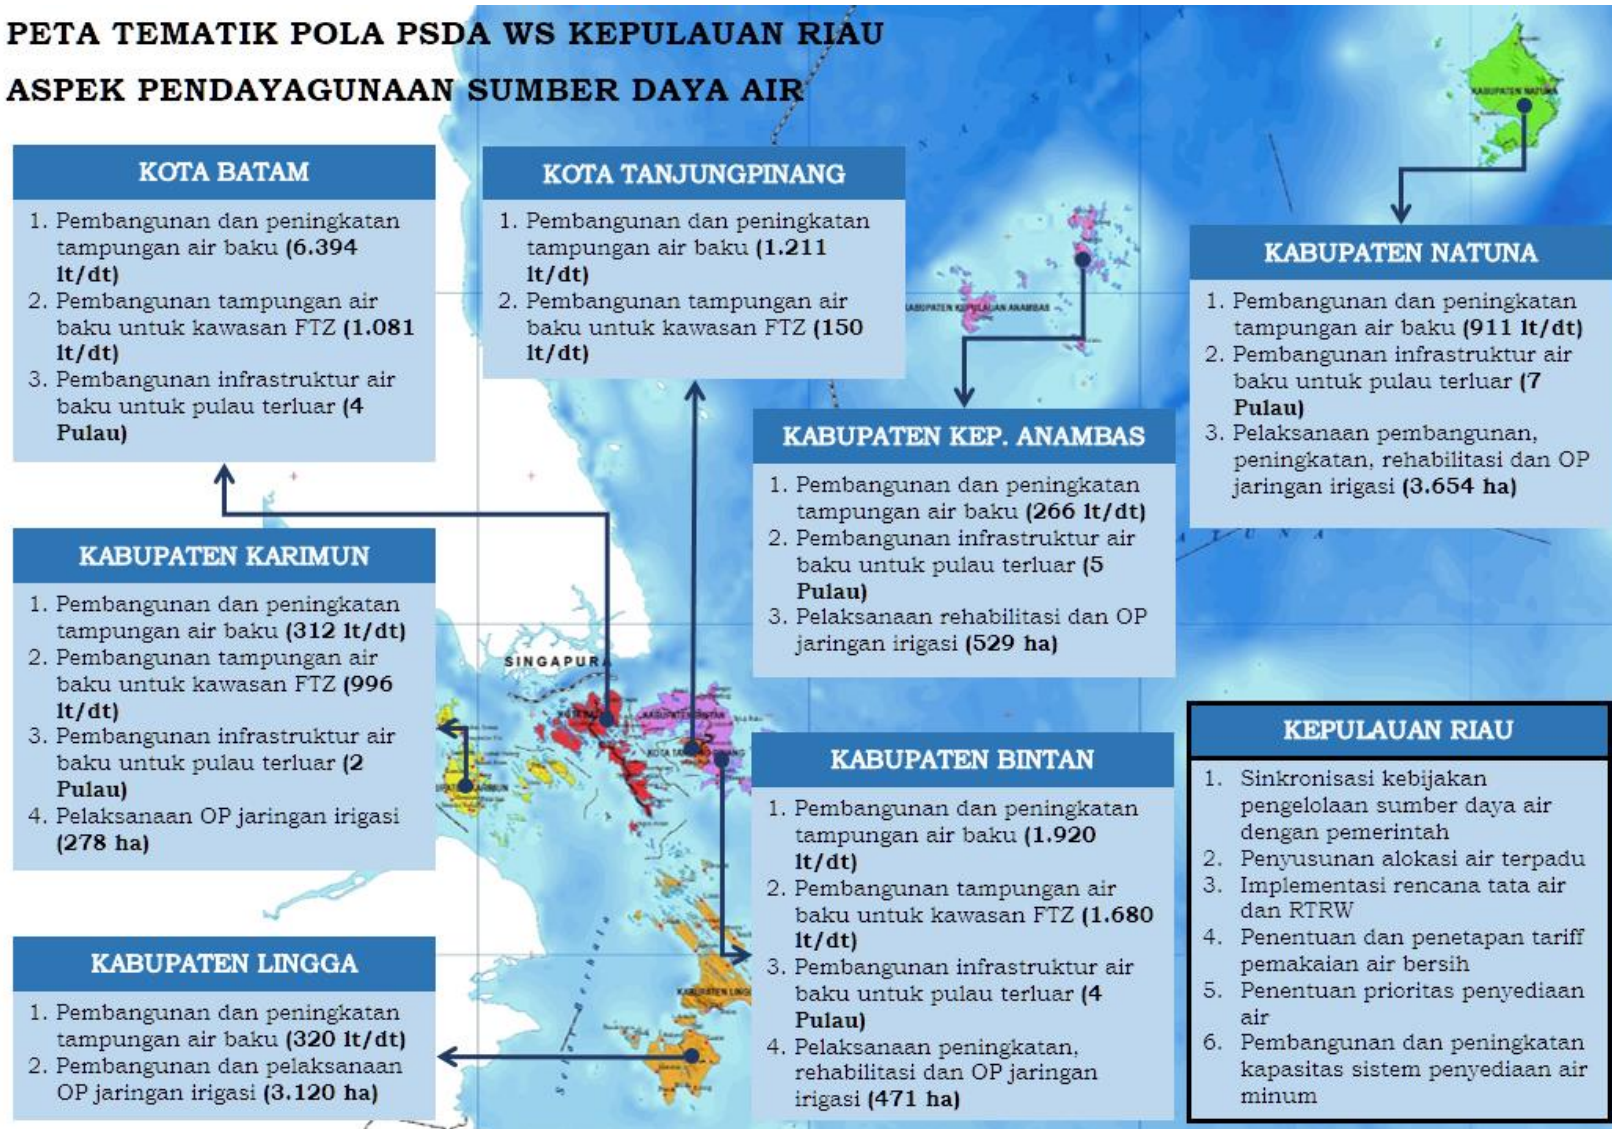 PETA TEMATIK POLA PSDA WS KEPULAUAN RIAU
ASPEK PENDAYAGUNAAN SUMBER DAYA AIR
KOTA BATAM
1. Pembangunan dan peningkatan
tampungan air baku (6.394
lt/dt)
2. Pembangunan tampungan air
baku untuk kawasan FTZ (1.081
lt/dt)
3. Pembangunan infrastruktur air
baku untuk pulau terluar (4
Pulau)
KOTA TANJUNGPINANG
1. Pembangunan dan peningkatan
tampungan air baku (1.211
lt/dt)
2. Pembangunan tampungan air
baku untuk kawasan FTZ (150
lt/dt)
KABUPATEN NATUNA
KABUPATEN NATUNA
1. Pembangunan dan peningkatan
tampungan air baku (911 lt/dt)
2. Pembangunan infrastruktur air
baku untuk pulau terluar (7
Pulau)
3. Pelaksanaan pembangunan,
peningkatan, rehabilitasi dan OP
jaringan irigasi (3.654 ha)
KABUPATEN KEPULAUAN ANAMBAS
KABUPATEN KEP. ANAMBAS
1. Pembangunan dan peningkatan
tampungan air baku (266 lt/dt)
2. Pembangunan infrastruktur air
baku untuk pulau terluar (5
Pulau)
3. Pelaksanaan rehabilitasi dan OP
jaringan irigasi (529 ha)
KABUPATEN KARIMUN
1. Pembangunan dan peningkatan
tampungan air baku (312 lt/dt)
2. Pembangunan tampungan air
baku untuk kawasan FTZ (996
lt/dt)
3. Pembangunan infrastruktur air
baku untuk pulau terluar (2
Pulau)
4. Pelaksanaan OP jaringan irigasi
(278 ha)
SINGAPURA
KABUPATEN BINTAN
KABUPATEN BINTAN
1. Pembangunan dan peningkatan
tampungan air baku (1.920
lt/dt)
2. Pembangunan tampungan air
baku untuk kawasan FTZ (1.680
lt/dt)
3. Pembangunan infrastruktur air
baku untuk pulau terluar (4
Pulau)
4. Pelaksanaan peningkatan,
rehabilitasi dan OP jaringan
irigasi (471 ha)
KEPULAUAN RIAU
1. Sinkronisasi kebijakan
pengelolaan sumber daya air
dengan pemerintah
2. Penyusunan alokasi air terpadu
3. Implementasi rencana tata air
dan RTRW
4. Penentuan dan penetapan tariff
pemakaian air bersih
5. Penentuan prioritas penyediaan
air
6. Pembangunan dan peningkatan
kapasitas sistem penyediaan air
minum
KABUPATEN LINGGA
1. Pembangunan dan peningkatan
tampungan air baku (320 lt/dt)
2. Pembangunan dan pelaksanaan
OP jaringan irigasi (3.120 ha)
Selat Berhala